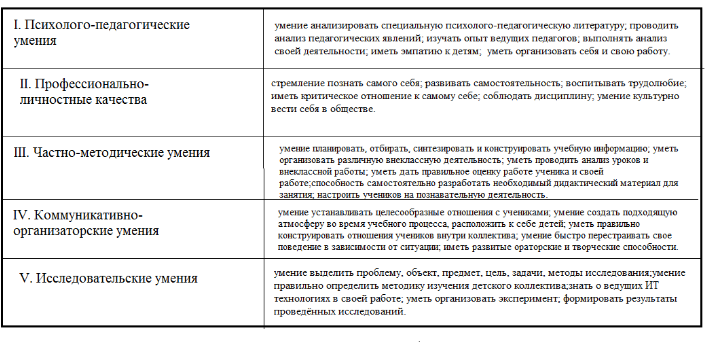 I. Психолого-педагогические
умения
умение анализировать специальную психолого-педагогическую литературу; проводить
анализ педагогических явлений; изучать опыт ведущих педагогов; выполнять анализ
своей деятельности; иметь эмпатию к детям; уметь организовать себя и свою работу.
II. Профессионально-
личностные качества
стремление познать самого себя; развивать самостоятельность; воспитывать трудолюбие;
иметь критическое отношение к самому себе; соблюдать дисциплину; умение культурно
вести себя в обществе.
III. Частно-методические умения
умение планировать, отбирать, синтезировать и конструировать учебную информацию; уметь
организовать различную внеклассную деятельность; уметь проводить анализ уроков и
внеклассной работы; уметь дать правильное оценку работе ученика и своей
работе;способность самостоятельно разработать необходимый дидактический материал для
занятия; настроить учеников на познавательную деятельность.
IV. Коммуникативно-
организаторские умения
умение устанавливать целесообразные отношения с учениками; умение создать подходящую
атмосферу во время учебного процесса, расположить к себе детей; уметь правильно
конструировать отношения учеников внутри коллектива; умение быстро перестраивать свое
поведение в зависимости от ситуации; иметь развитые ораторские и творческие способности.
V. Исследовательские умения
умение выделить проблему, объект, предмет, цель, задачи, методы исследования;умение
правильно определить методику изучения детского коллектива;знать о ведущих ИТ
технологиях в своей работе; уметь организовать эксперимент; формировать результаты
проведённых исследований.